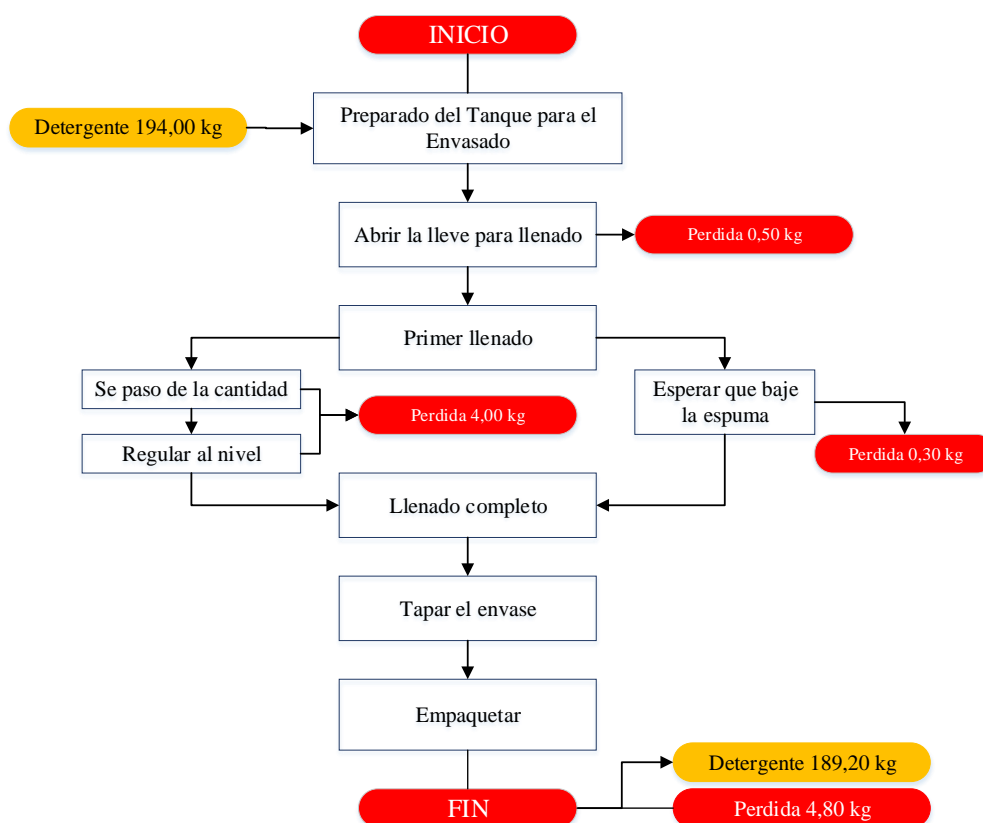 INICIO
Preparado del Tanque para el
Envasado
Detergente 194,00 kg
Abrir la lleve para llenado
Perdida 0,50 kg
Primer llenado
Se paso de la cantidad
Perdida 4,00 kg
Regular al nivel
Esperar que baje
la espuma
Perdida 0,30 kg
Llenado completo
Tapar el envase
Empaquetar
Detergente 189,20 kg
FIN
Perdida 4,80 kg